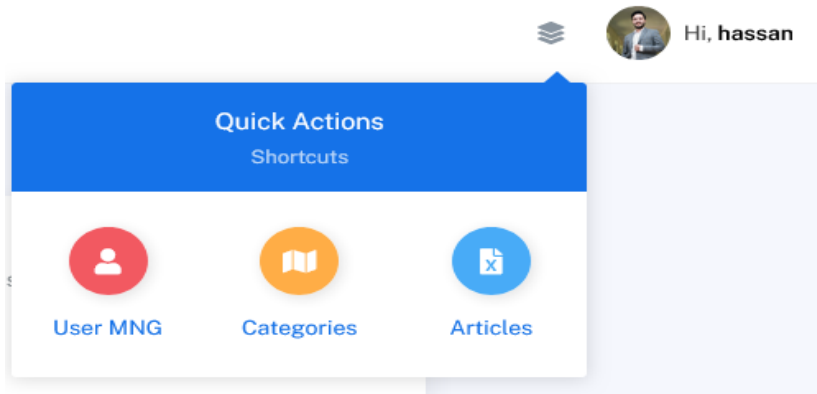 Hi, hassan
Quick Actions
Shortcuts
User MNG
Categories
Articles